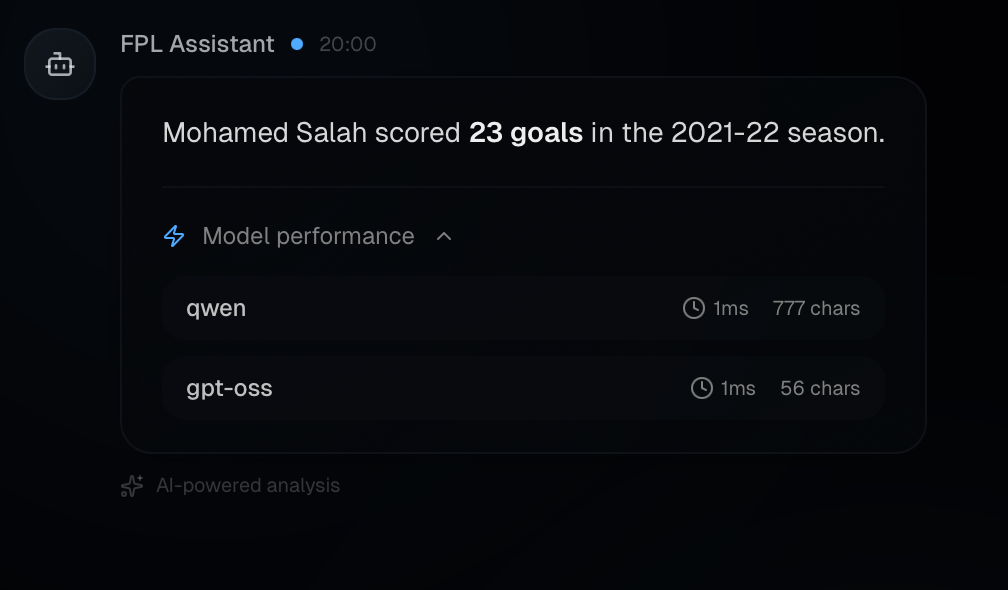 FPL Assistant 20:00
Mohamed Salah scored 23 goals in the 2021-22 season.
Model performance
qwen 1ms 777 chars
gpt-oss 1ms 56 chars
AI-powered analysis